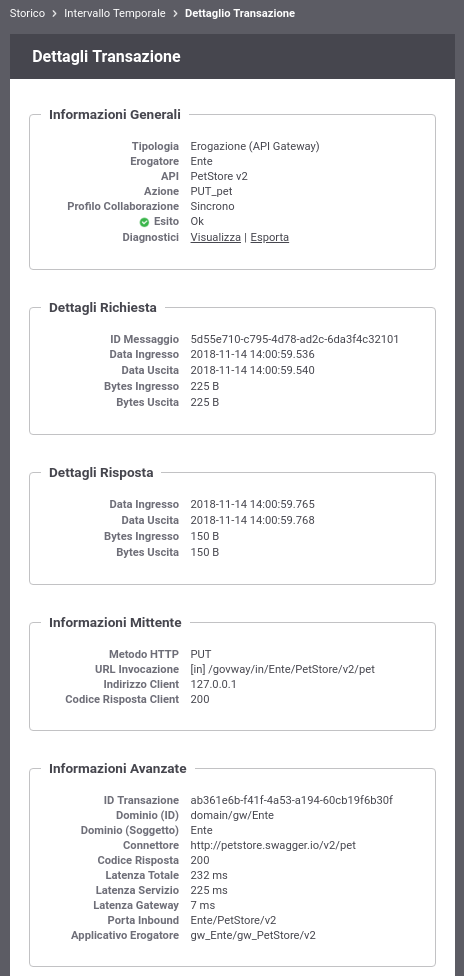 Storico > Intervallo Temporale > Dettaglio Transazione
Dettagli Transazione
Informazioni Generali
Tipologia Erogazione (API Gateway)
Erogatore Ente
API PetStore v2
Azione PUT_pet
Profilo Collaborazione Sincrono
Esito Ok
Diagnostici Visualizza | Esporta
Dettagli Richiesta
ID Messaggio 5d55e710-c795-4d78-ad2c-6da3f4c32101
Data Ingresso 2018-11-14 14:00:59.536
Data Uscita 2018-11-14 14:00:59.540
Bytes Ingresso 225 B
Bytes Uscita 225 B
Dettagli Risposta
Data Ingresso 2018-11-14 14:00:59.765
Data Uscita 2018-11-14 14:00:59.768
Bytes Ingresso 150 B
Bytes Uscita 150 B
Informazioni Mittente
Metodo HTTP PUT
URL Invocazione [in] /govway/in/Ente/PetStore/v2/pet
Indirizzo Client 127.0.0.1
Codice Risposta Client 200
Informazioni Avanzate
ID Transazione ab361e6b-f41f-4a53-a194-60cb19f6b30f
Dominio (ID) domain/gw/Ente
Dominio (Soggetto) Ente
Connettore http://petstore.swagger.io/v2/pet
Codice Risposta 200
Latenza Totale 232 ms
Latenza Servizio 225 ms
Latenza Gateway 7 ms
Porta Inbound Ente/PetStore/v2
Applicativo Erogatore gw_Ente/gw_PetStore/v2